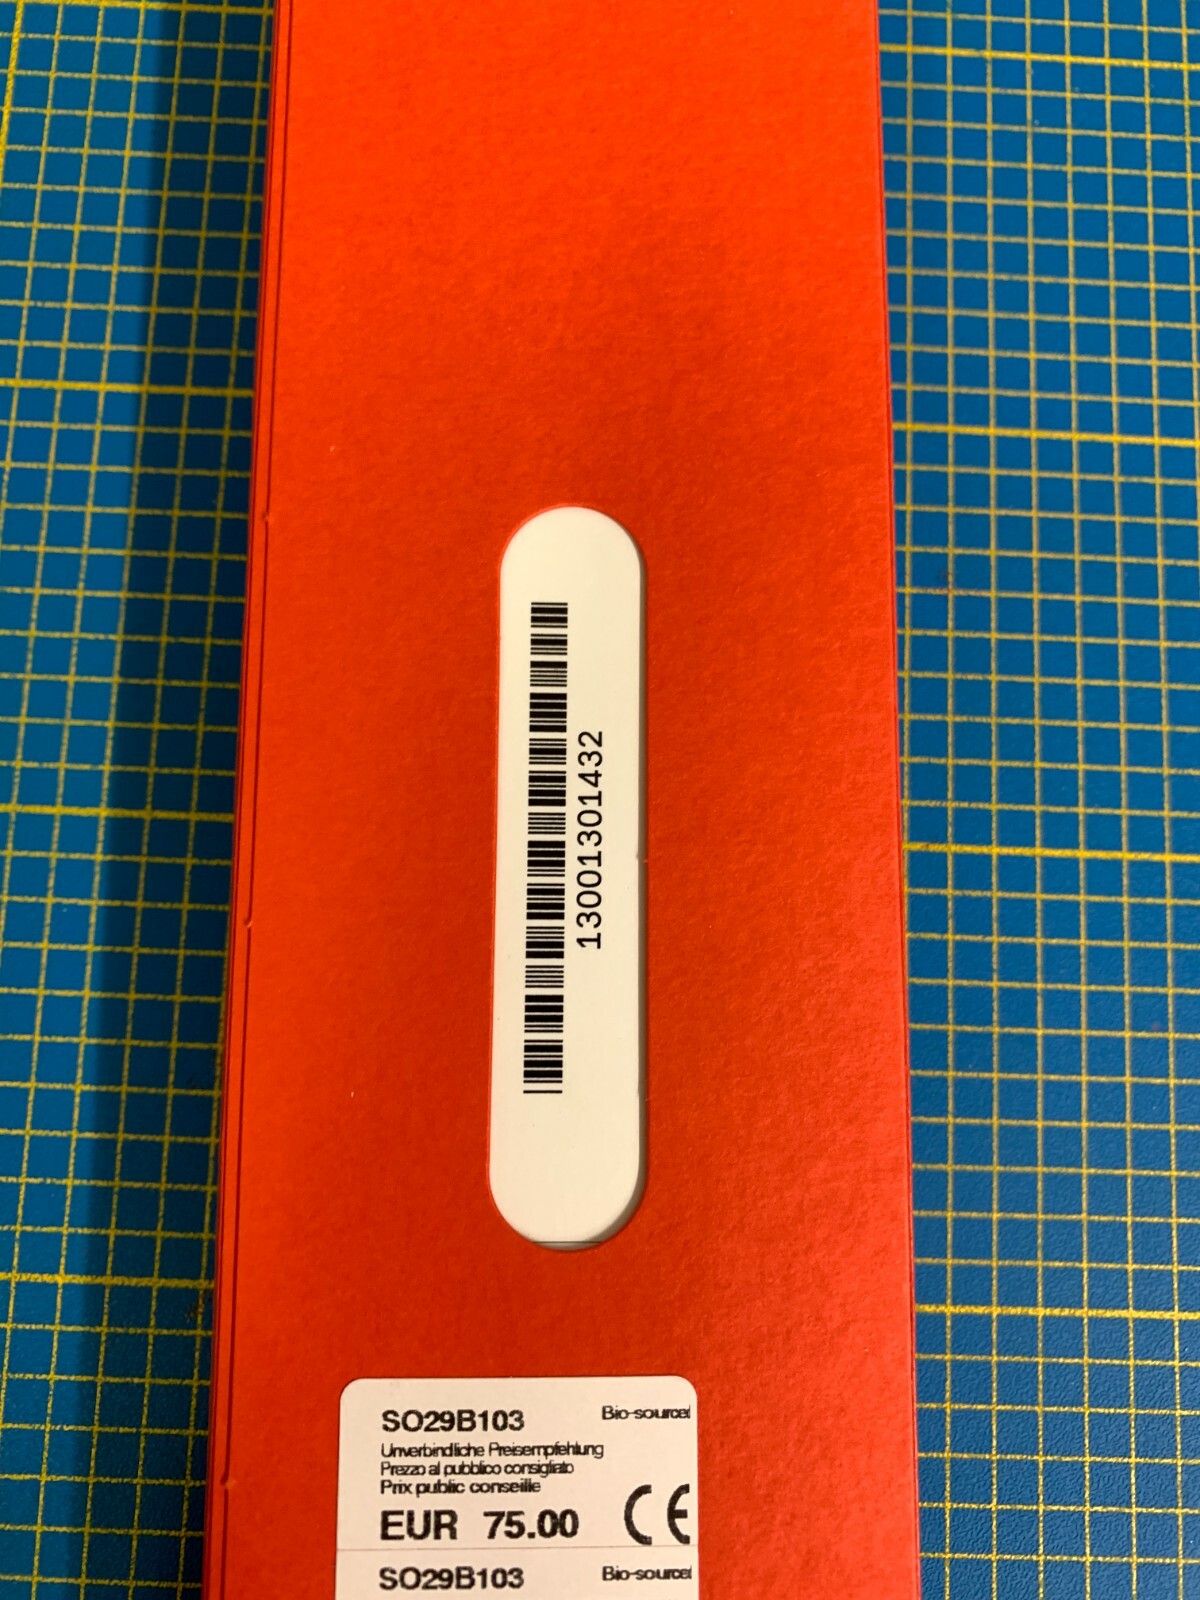 13001301432
SO29B103
Bio-sourced
Unverbindliche Preisempfehlung
Prezzo al pubblico consigliato
Prix public conseille
EUR 75.00
CE
SO29B103
Bio-sourced